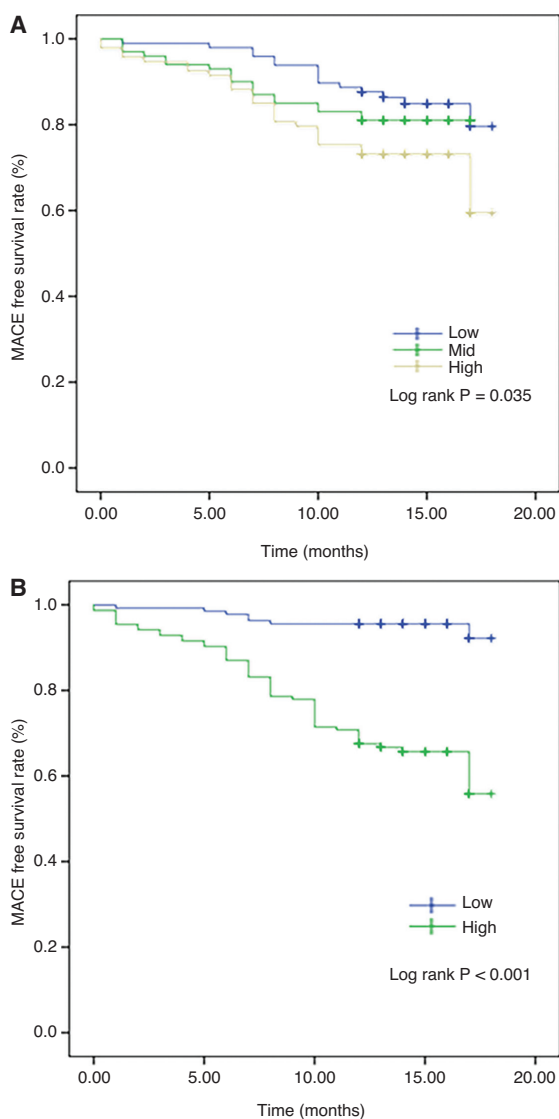 A
MACE free survival rate (%)
1.0
0.8
0.6
0.4
0.2
0.0
Low
Mid
High
Log rank P = 0.035
0.00 5.00 10.00 15.00 20.00
Time (months)
B
MACE free survival rate (%)
1.0
0.8
0.6
0.4
0.2
0.0
Low
High
Log rank P < 0.001
0.00 5.00 10.00 15.00 20.00
Time (months)